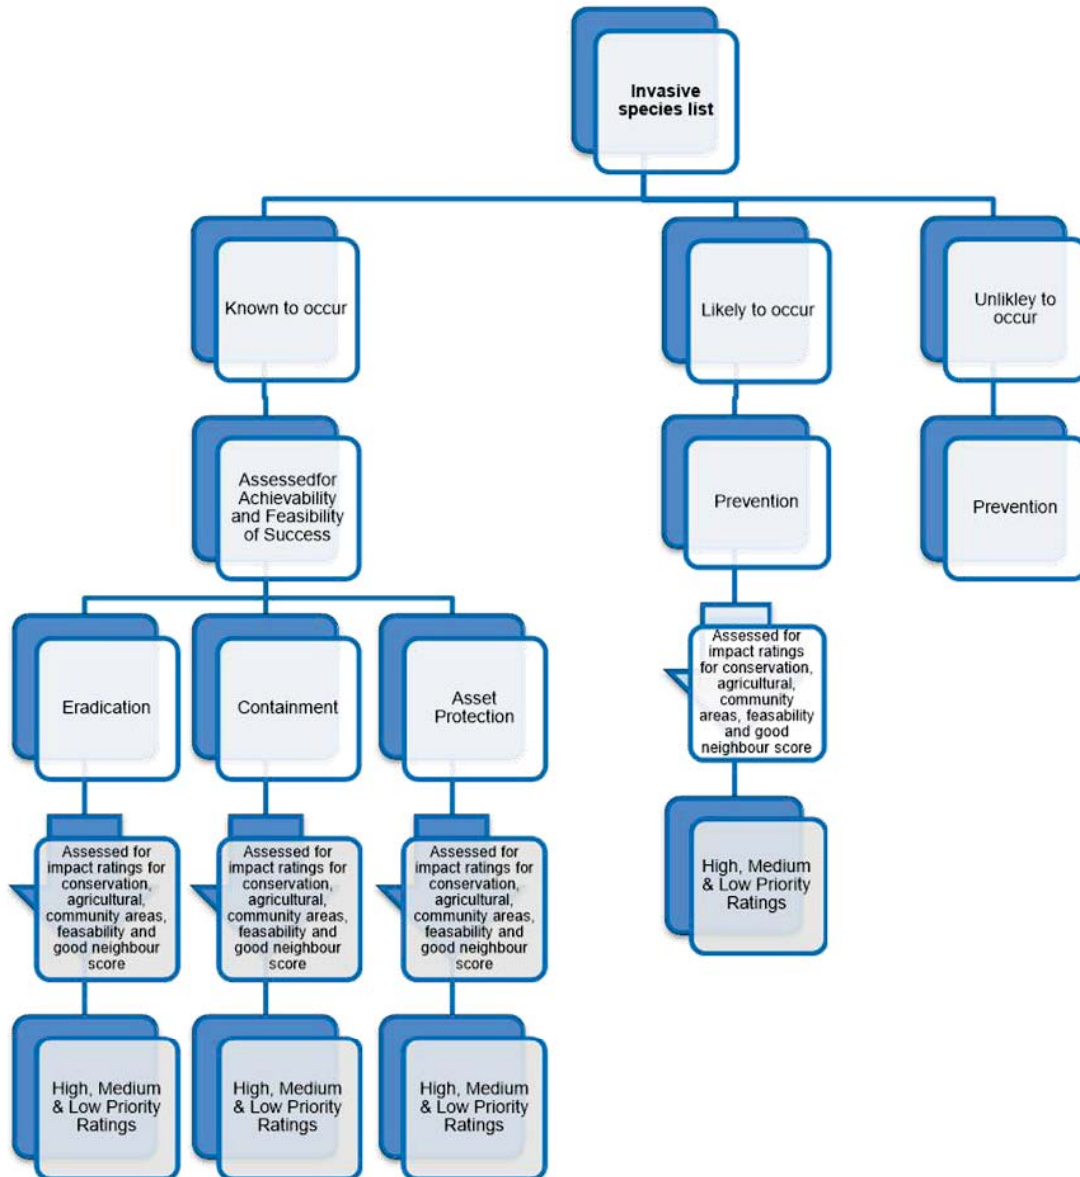 Invasive
species list
Known to occur
Likely to occur
Unlikley to
occur
Assessedfor
Achievability
and Feasibility
of Success
Prevention
Prevention
Eradication
Containment
Asset
Protection
Assessed for
impact ratings
for conservation,
agricultural,
community
areas, feasability
and good
neighbour score
High, Medium
& Low Priority
Ratings
Assessed for
impact ratings for
conservation,
agricultural,
community areas,
feasability and
good neighbour
score
Assessed for
impact ratings for
conservation,
agricultural,
community areas,
feasability and
good neighbour
score
Assessed for
impact ratings for
conservation,
agricultural,
community areas,
feasability and
good neighbour
score
High, Medium
& Low Priority
Ratings
High, Medium
& Low Priority
Ratings
High, Medium
& Low Priority
Ratings